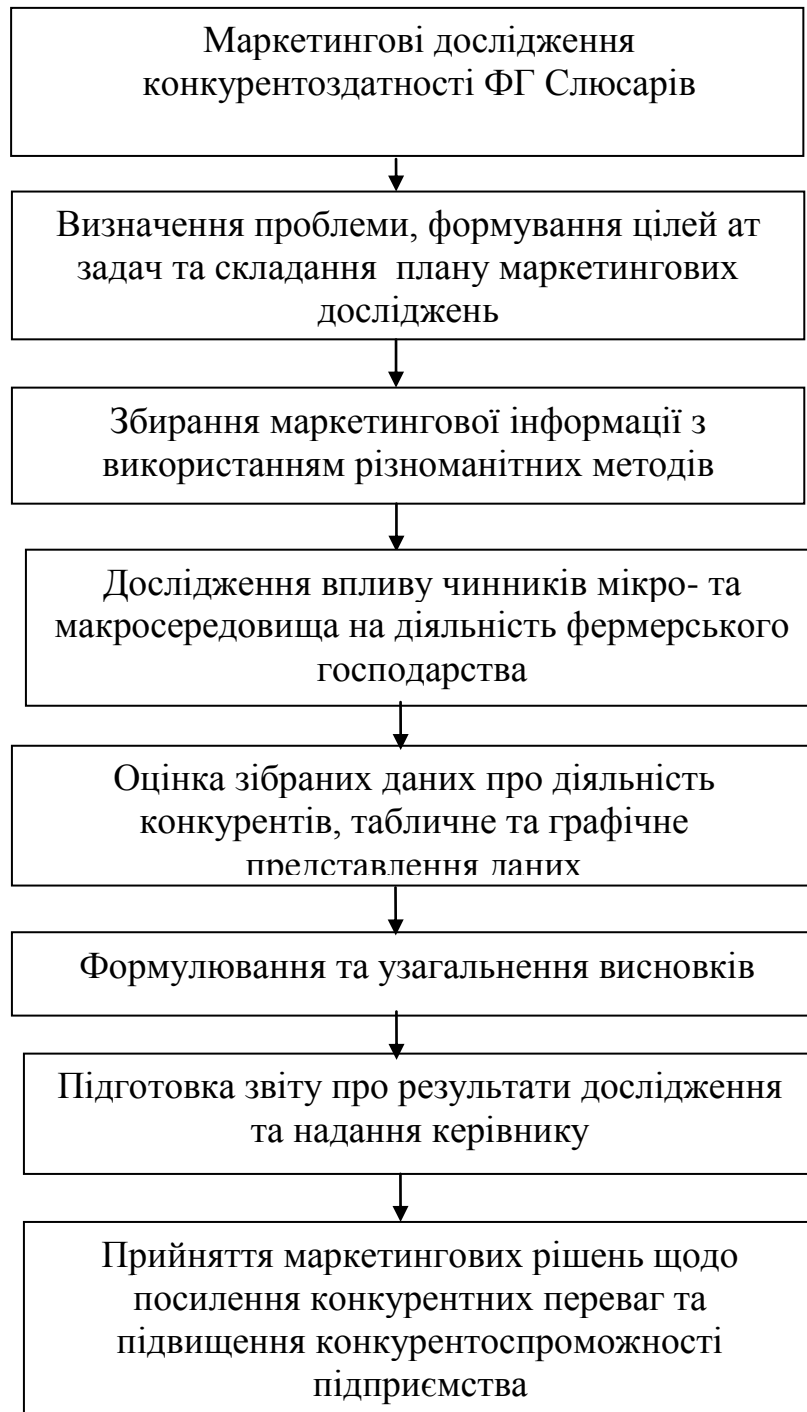 Маркетингові дослідження
конкурентоздатності ФГ Слюсарів
Визначення проблеми, формування цілей ат
задач та складання плану маркетингових
досліджень
Збирання маркетингової інформації з
використанням різноманітних методів
Дослідження впливу чинників мікро- та
макросередовища на діяльність фермерського
господарства
Оцінка зібраних даних про діяльність
конкурентів, табличне та графічне
представлення даних
Формулювання та узагальнення висновків
Підготовка звіту про результати дослідження
та надання керівнику
Прийняття маркетингових рішень щодо
посилення конкурентних переваг та
підвищення конкурентоспроможності
підприємства